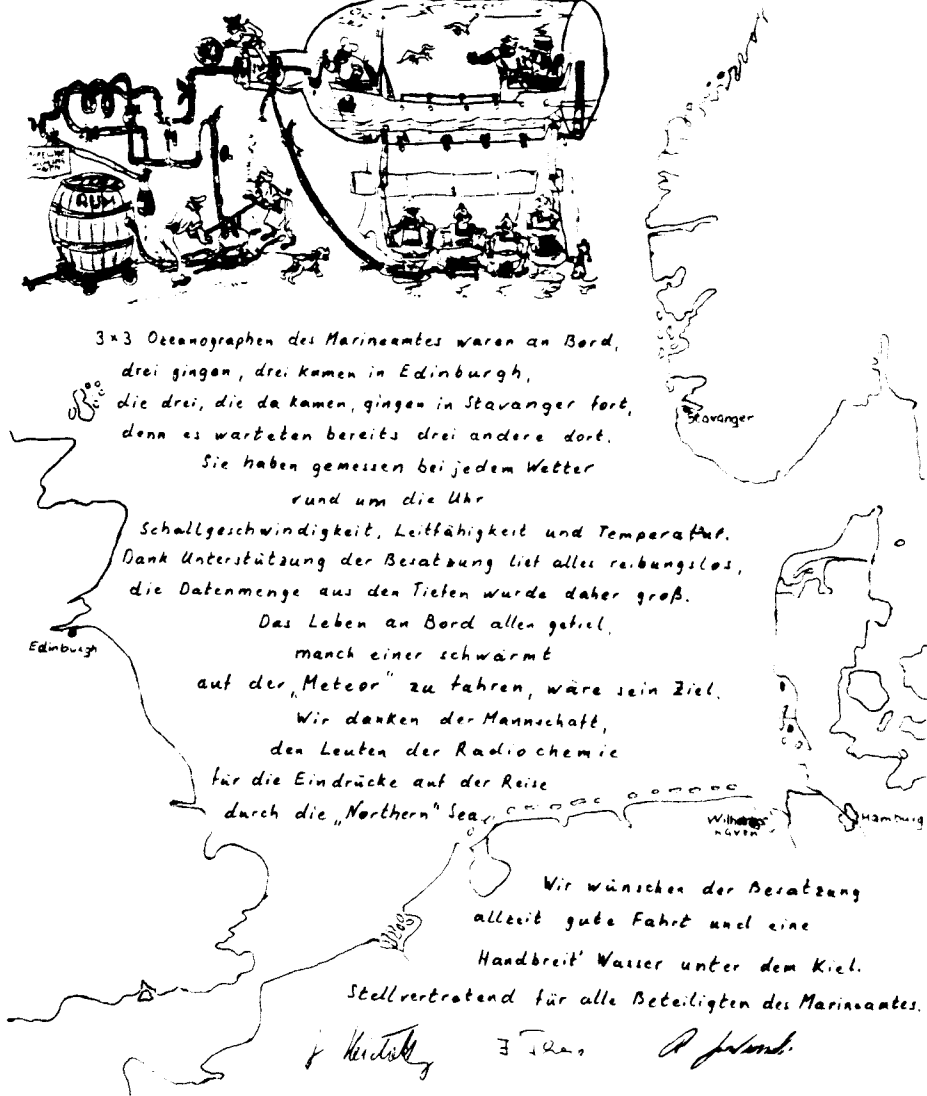 RUM
3x3 Ozeanographen des Marineamtes waren an Bord,
drei gingen, drei kamen in Edinburgh,
die drei, die da kamen, gingen in Stavanger fort,
denn es warteten bereits drei andere dort.
Sie haben gemessen bei jedem Wetter
rund um die Uhr
Schallgeschwindigkeit, Leitfähigkeit und Temperatur.
Dank Unterstützung der Besatzung lief alles reibungslos,
die Datenmenge aus den Tiefen wurde daher groß.
Das Leben an Bord allen gefiel,
manch einer schwärmt
auf der „Meteor" zu fahren, wäre sein Ziel.
Wir danken der Mannschaft,
den Leuten der Radiochemie
für die Eindrücke auf der Reise
durch die „Northern" Sea.
Stavanger
Edinburgh
Wilhelmshaven
Hamburg
Wir wünschen der Besatzung
allzeit gute Fahrt und eine
Handbreit' Wasser unter dem Kiel.
Stellvertretend für alle Beteiligten des Marineamtes.